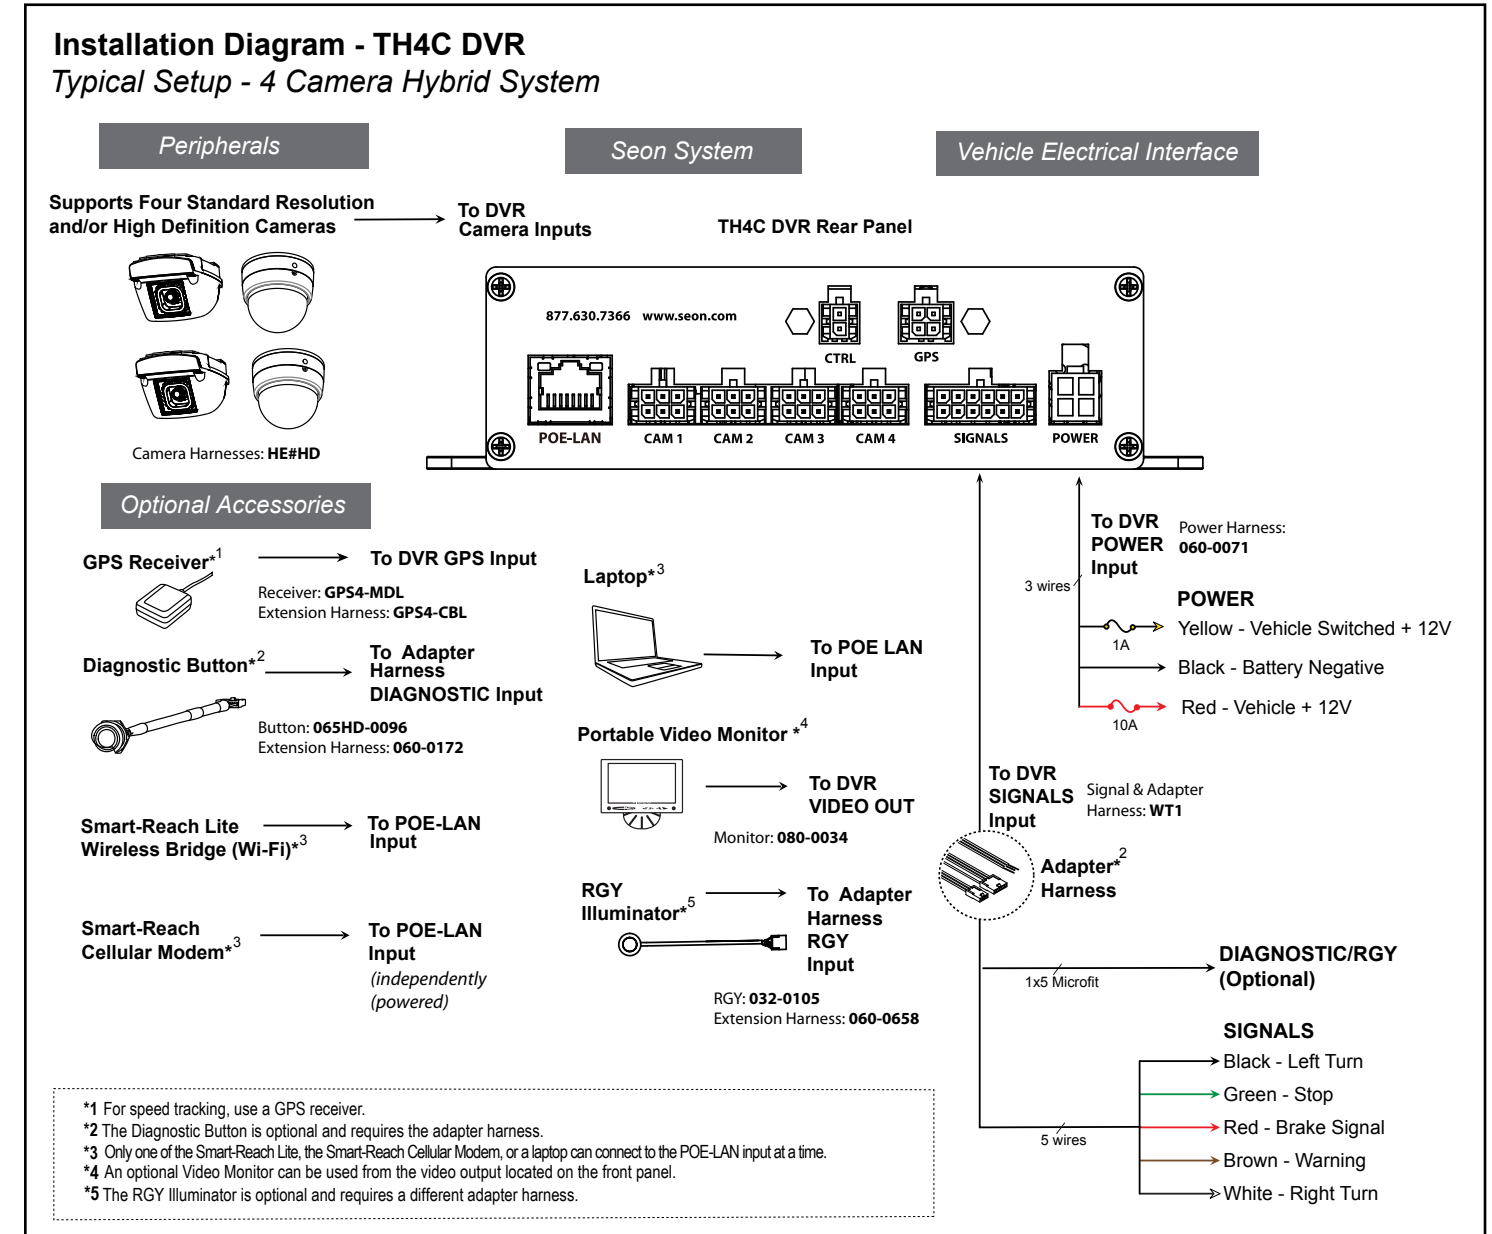 Installation Diagram - TH4C DVR
Typical Setup - 4 Camera Hybrid System
Peripherals
Seon System
Vehicle Electrical Interface
Supports Four Standard Resolution
and/or High Definition Cameras
To DVR
Camera Inputs
TH4C DVR Rear Panel
877.630.7366 www.seon.com
CTRL
GPS
POE-LAN
CAM 1
CAM 2
CAM 3
CAM 4
SIGNALS
POWER
Camera Harnesses: HE#HD
Optional Accessories
GPS Receiver*1
To DVR GPS Input
Receiver: GPS4-MDL
Extension Harness: GPS4-CBL
Diagnostic Button*2
To Adapter
Harness
DIAGNOSTIC Input
Button: 065HD-0096
Extension Harness: 060-0172
Smart-Reach Lite
Wireless Bridge (Wi-Fi)*3
To POE-LAN
Input
Smart-Reach
Cellular Modem*3
To POE-LAN
Input
(independently
(powered)
Laptop*3
To POE LAN
Input
Portable Video Monitor *4
To DVR
VIDEO OUT
Monitor: 080-0034
RGY
Illuminator*5
To Adapter
Harness
RGY
Input
RGY: 032-0105
Extension Harness: 060-0658
To DVR
POWER
Input
Power Harness:
060-0071
3 wires
POWER
Yellow - Vehicle Switched + 12V
1A
Black - Battery Negative
Red - Vehicle + 12V
10A
To DVR
SIGNALS
Input
Signal & Adapter
Harness: WT1
Adapter*2
Harness
1x5 Microfit
DIAGNOSTIC/RGY
(Optional)
SIGNALS
Black - Left Turn
Green - Stop
Red - Brake Signal
5 wires
Brown - Warning
White - Right Turn
*1 For speed tracking, use a GPS receiver.
*2 The Diagnostic Button is optional and requires the adapter harness.
*3 Only one of the Smart-Reach Lite, the Smart-Reach Cellular Modem, or a laptop can connect to the POE-LAN input at a time.
*4 An optional Video Monitor can be used from the video output located on the front panel.
*5 The RGY Illuminator is optional and requires a different adapter harness.